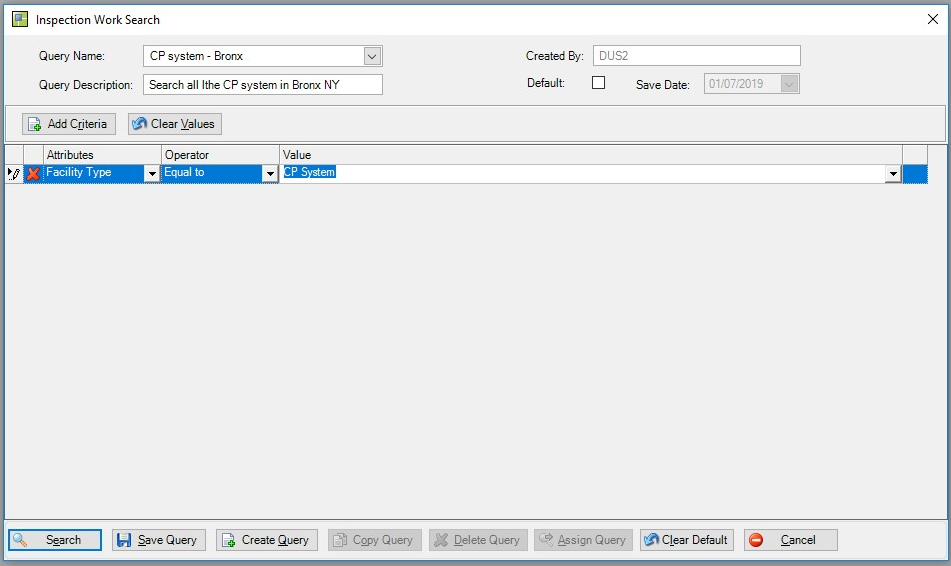 Inspection Work Search
Query Name: CP system - Bronx Created By: DUS2
Query Description: Search all lthe CP system in Bronx NY Default: Save Date: 01/07/2019
Add Criteria Clear Values
Attributes Operator Value
Facility Type Equal to CP System
Search Save Query Create Query Copy Query Delete Query Assign Query Clear Default Cancel